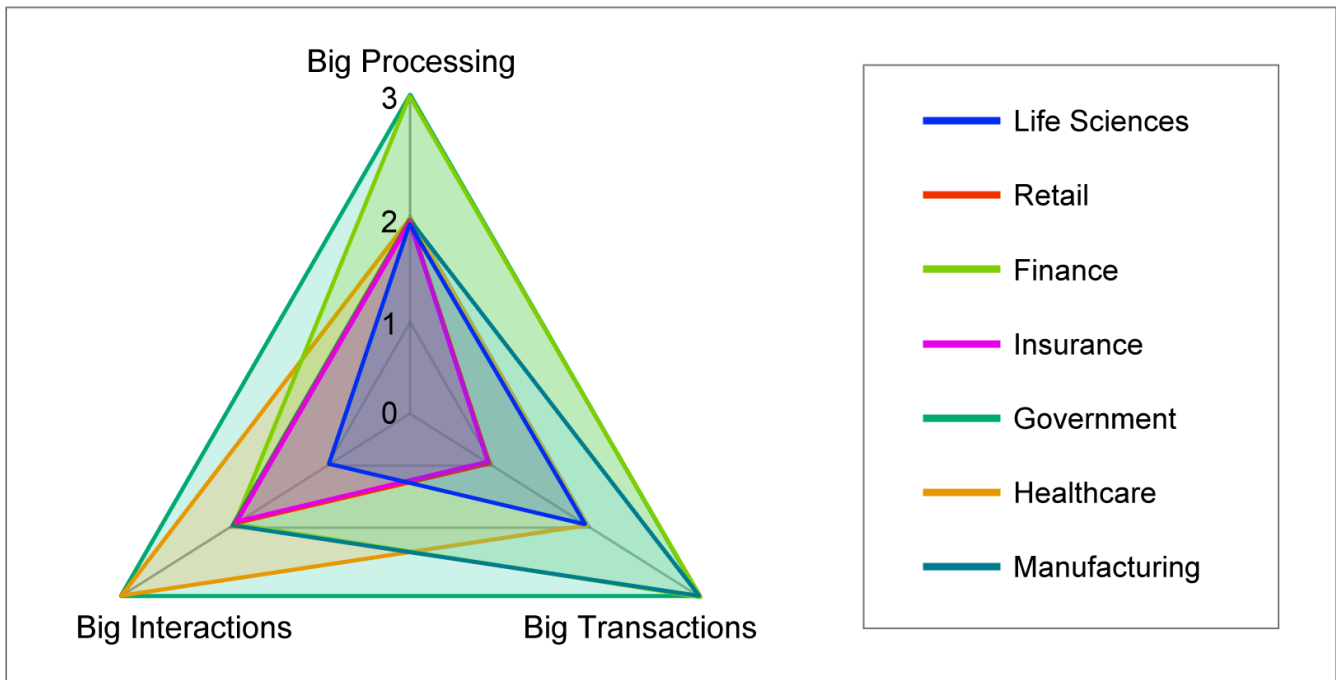 Big Processing
3
2
1
0
Big Interactions
Big Transactions
Life Sciences
Retail
Finance
Insurance
Government
Healthcare
Manufacturing